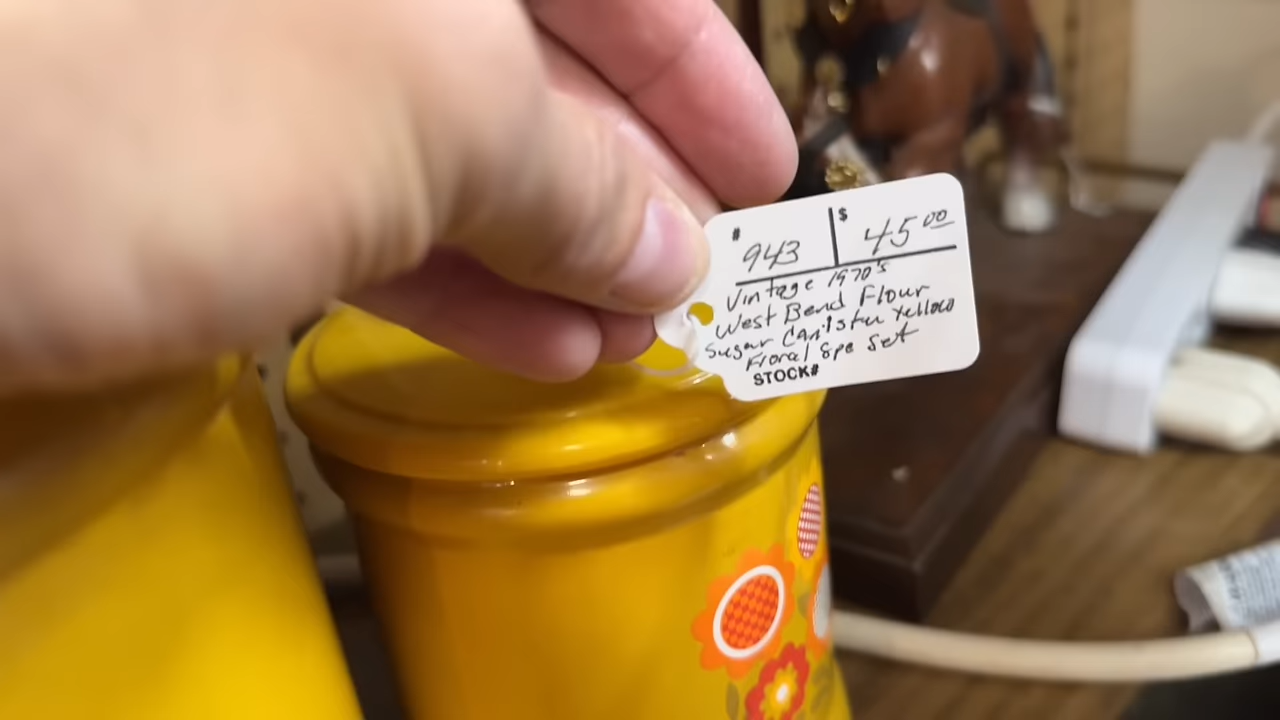 # 943 $ 45.00
Vintage 1970's
West Bend Flour
Sugar Canister Yellow
Floral 8pc Set
STOCK#